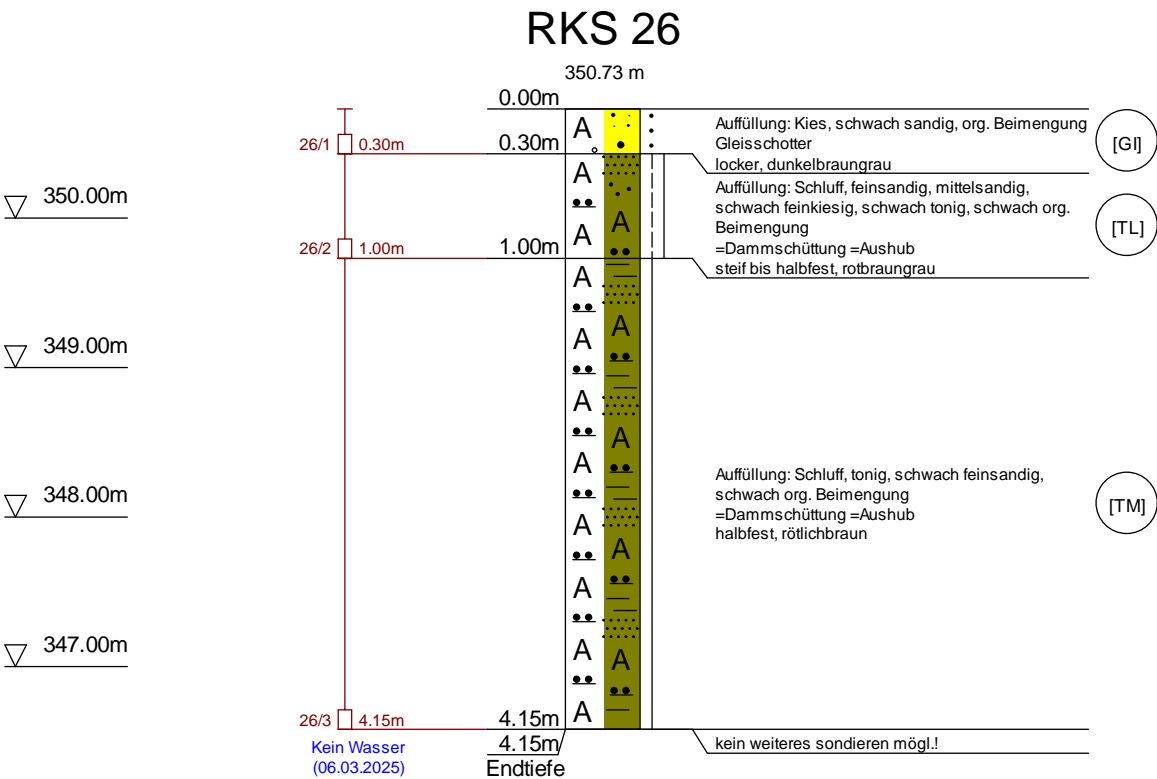 RKS 26
350.73 m
0.00m
26/1 0.30m
0.30m
A
Auffüllung: Kies, schwach sandig, org. Beimengung
Gleisschotter
locker, dunkelbraungrau
[GI]
350.00m
26/2 1.00m
1.00m
A
A
A
Auffüllung: Schluff, feinsandig, mittelsandig,
schwach feinkiesig, schwach tonig, schwach org.
Beimengung
=Dammschüttung =Aushub
steif bis halbfest, rotbraungrau
[TL]
349.00m
348.00m
347.00m
A
A
A
A
A
A
A
A
A
A
A
A
Auffüllung: Schluff, tonig, schwach feinsandig,
schwach org. Beimengung
=Dammschüttung =Aushub
halbfest, rötlichbraun
[TM]
26/3 4.15m
4.15m
Kein Wasser
(06.03.2025)
4.15m
Endtiefe
kein weiteres sondieren mögl.!